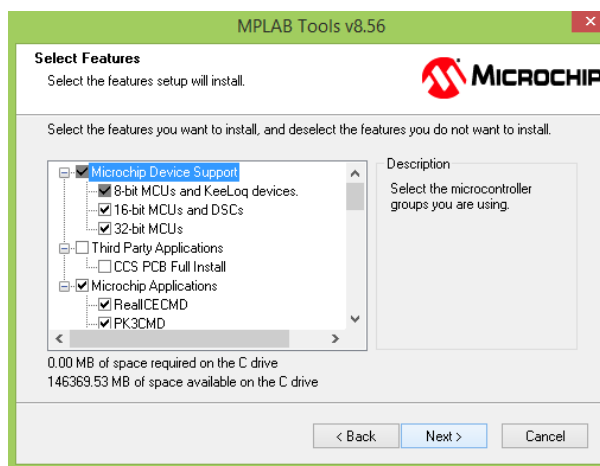 MPLAB Tools v8.56
Select Features
Select the features setup will install.
MICROCHIP
Select the features you want to install, and deselect the features you do not want to install.
Microchip Device Support
8-bit MCUs and KeeLoq devices.
16-bit MCUs and DSCs
32-bit MCUs
Third Party Applications
CCS PCB Full Install
Microchip Applications
RealICECMD
PK3CMD
Description
Select the microcontroller
groups you are using.
0.00 MB of space required on the C drive
146369.53 MB of space available on the C drive
< Back
Next >
Cancel